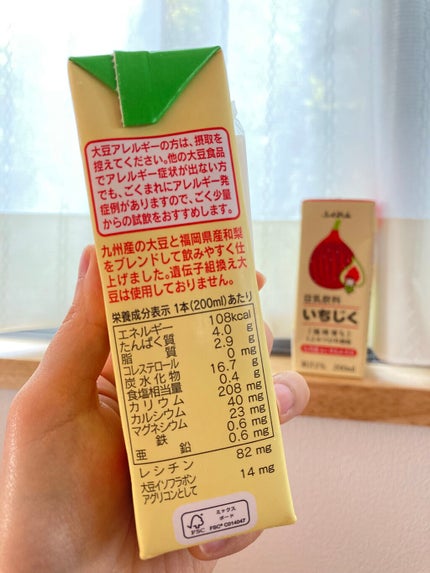 大豆アレルギーの方は、摂取を
控えてください。他の大豆食品
でアレルギー症状が出ない方
でも、ごくまれにアレルギー発
症例がありますので、ごく少量
からの試飲をおすすめします。
九州産の大豆と福岡県産和梨
をブレンドして飲みやすく仕
上げました。遺伝子組換え大
豆は使用しておりません。
栄養成分表示 1本(200ml)あたり
エネルギー 108kcal
たんぱく質 4.0 g
脂質 2.9 g
コレステロール 0 mg
炭水化物 16.7 g
食塩相当量 0.4 g
カリウム 208 mg
カルシウム 40 mg
マグネシウム 23 mg
鉄 0.6 mg
亜鉛 0.6 mg
レシチン 82 mg
大豆イソフラボン
アグリコンとして 14 mg
ミックス
ボード
FSC
FSC® C014047
ふくれん
豆乳飲料
いちじく
200ml